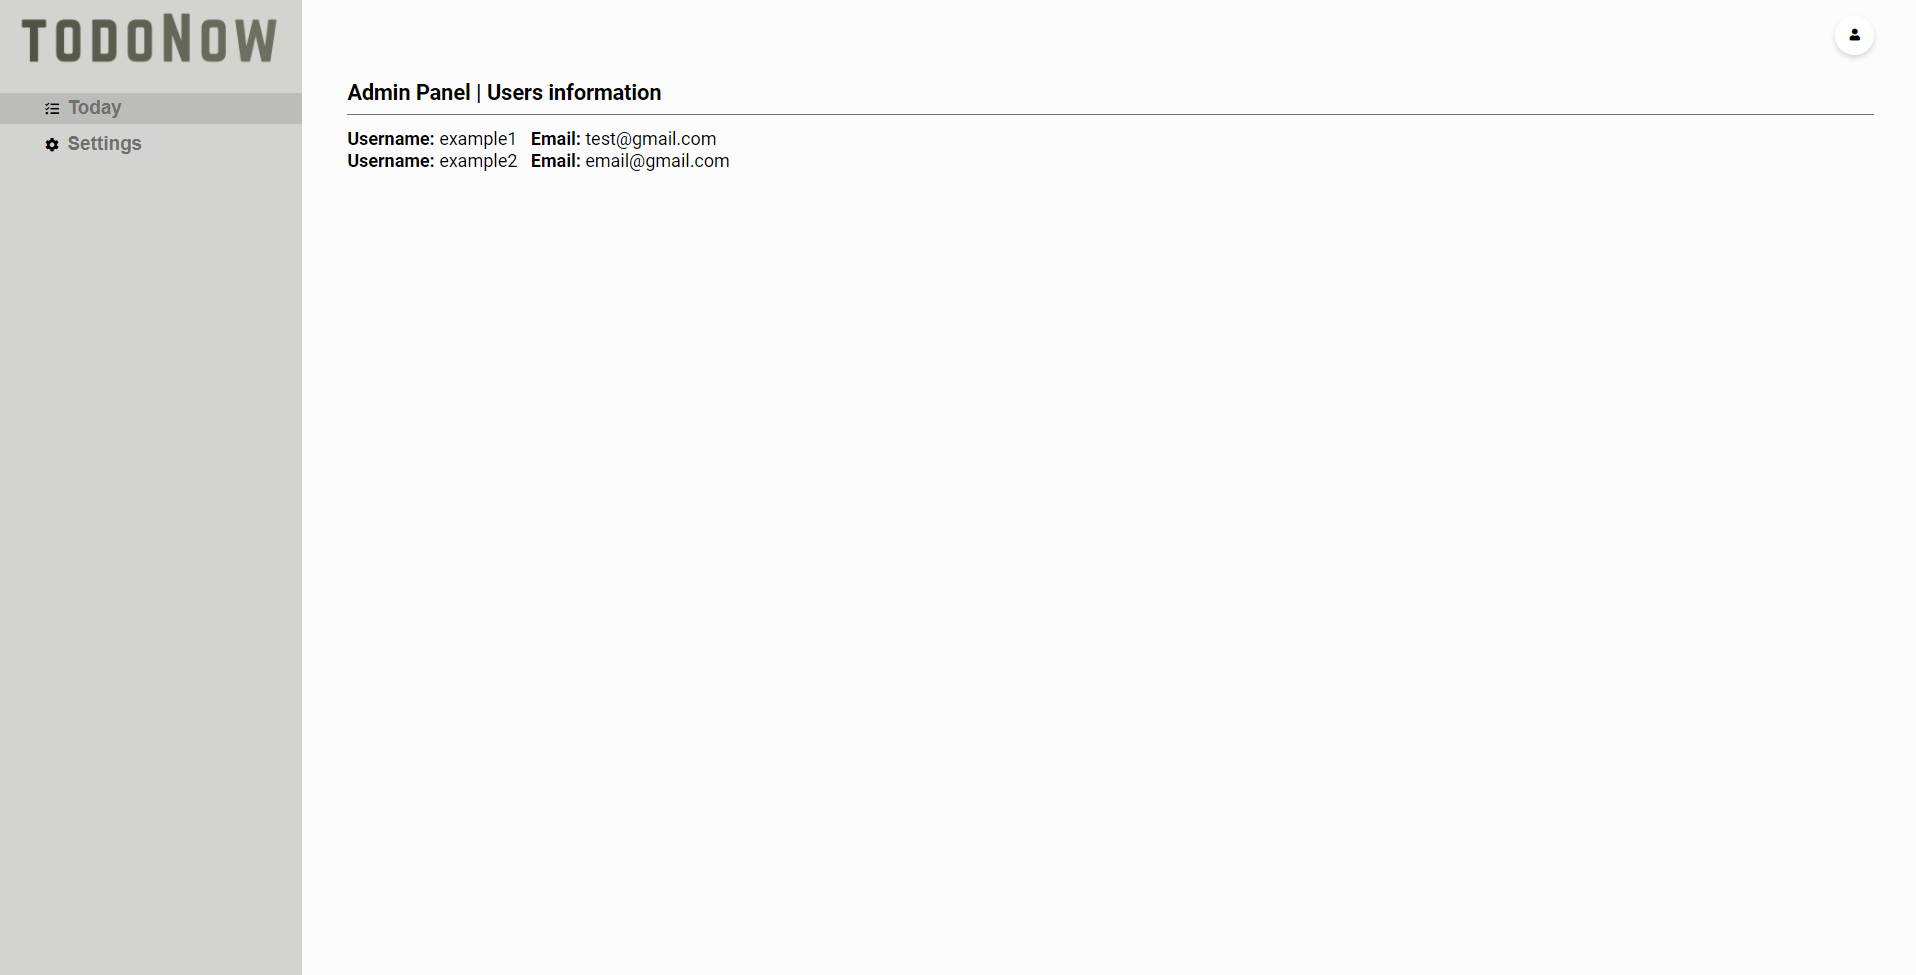 TODONOW
Today
Settings
Admin Panel | Users information
Username: example1 Email: test@gmail.com
Username: example2 Email: email@gmail.com